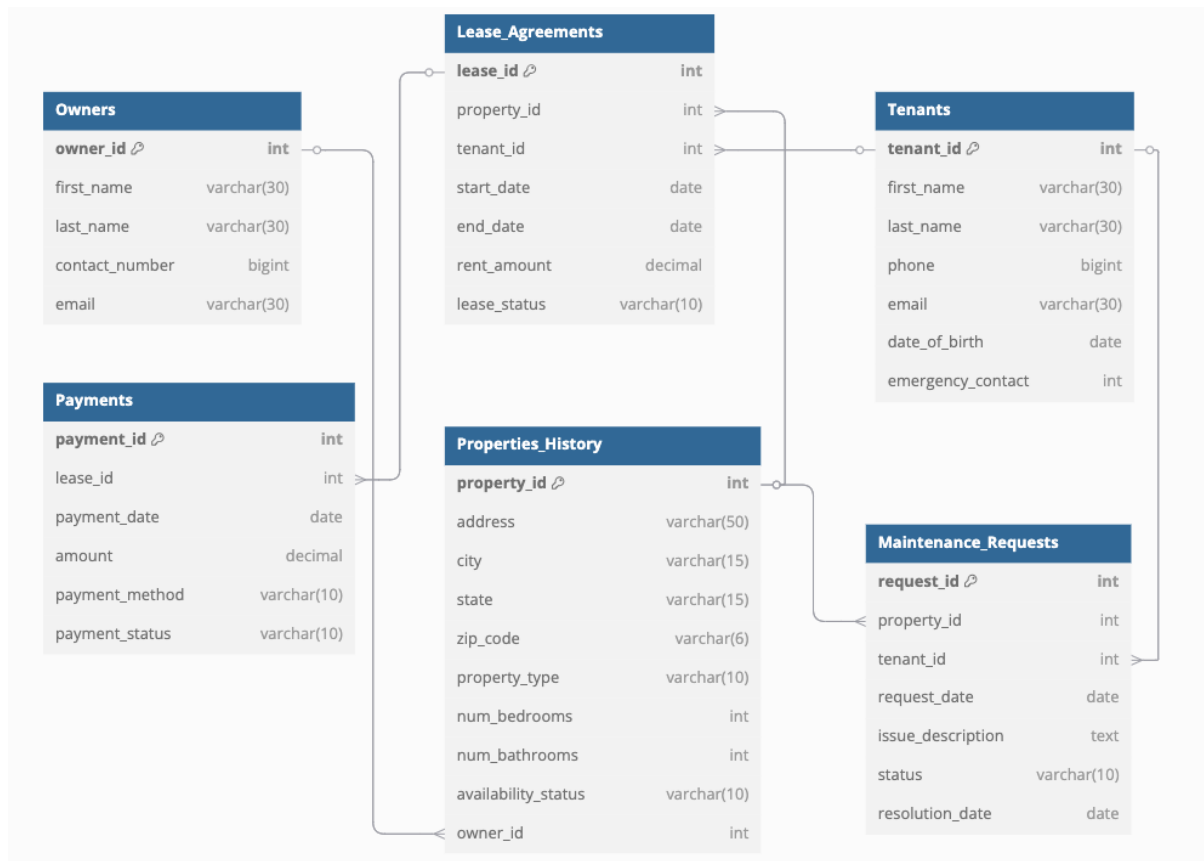 Lease_Agreements
lease_id int
property_id int
tenant_id int
start_date date
end_date date
rent_amount decimal
lease_status varchar(10)
Owners
owner_id int
first_name varchar(30)
last_name varchar(30)
contact_number bigint
email varchar(30)
Tenants
tenant_id int
first_name varchar(30)
last_name varchar(30)
phone bigint
email varchar(30)
date_of_birth date
emergency_contact int
Payments
payment_id int
lease_id int
payment_date date
amount decimal
payment_method varchar(10)
payment_status varchar(10)
Properties_History
property_id int
address varchar(50)
city varchar(15)
state varchar(15)
zip_code varchar(6)
property_type varchar(10)
num_bedrooms int
num_bathrooms int
availability_status varchar(10)
owner_id int
Maintenance_Requests
request_id int
property_id int
tenant_id int
request_date date
issue_description text
status varchar(10)
resolution_date date